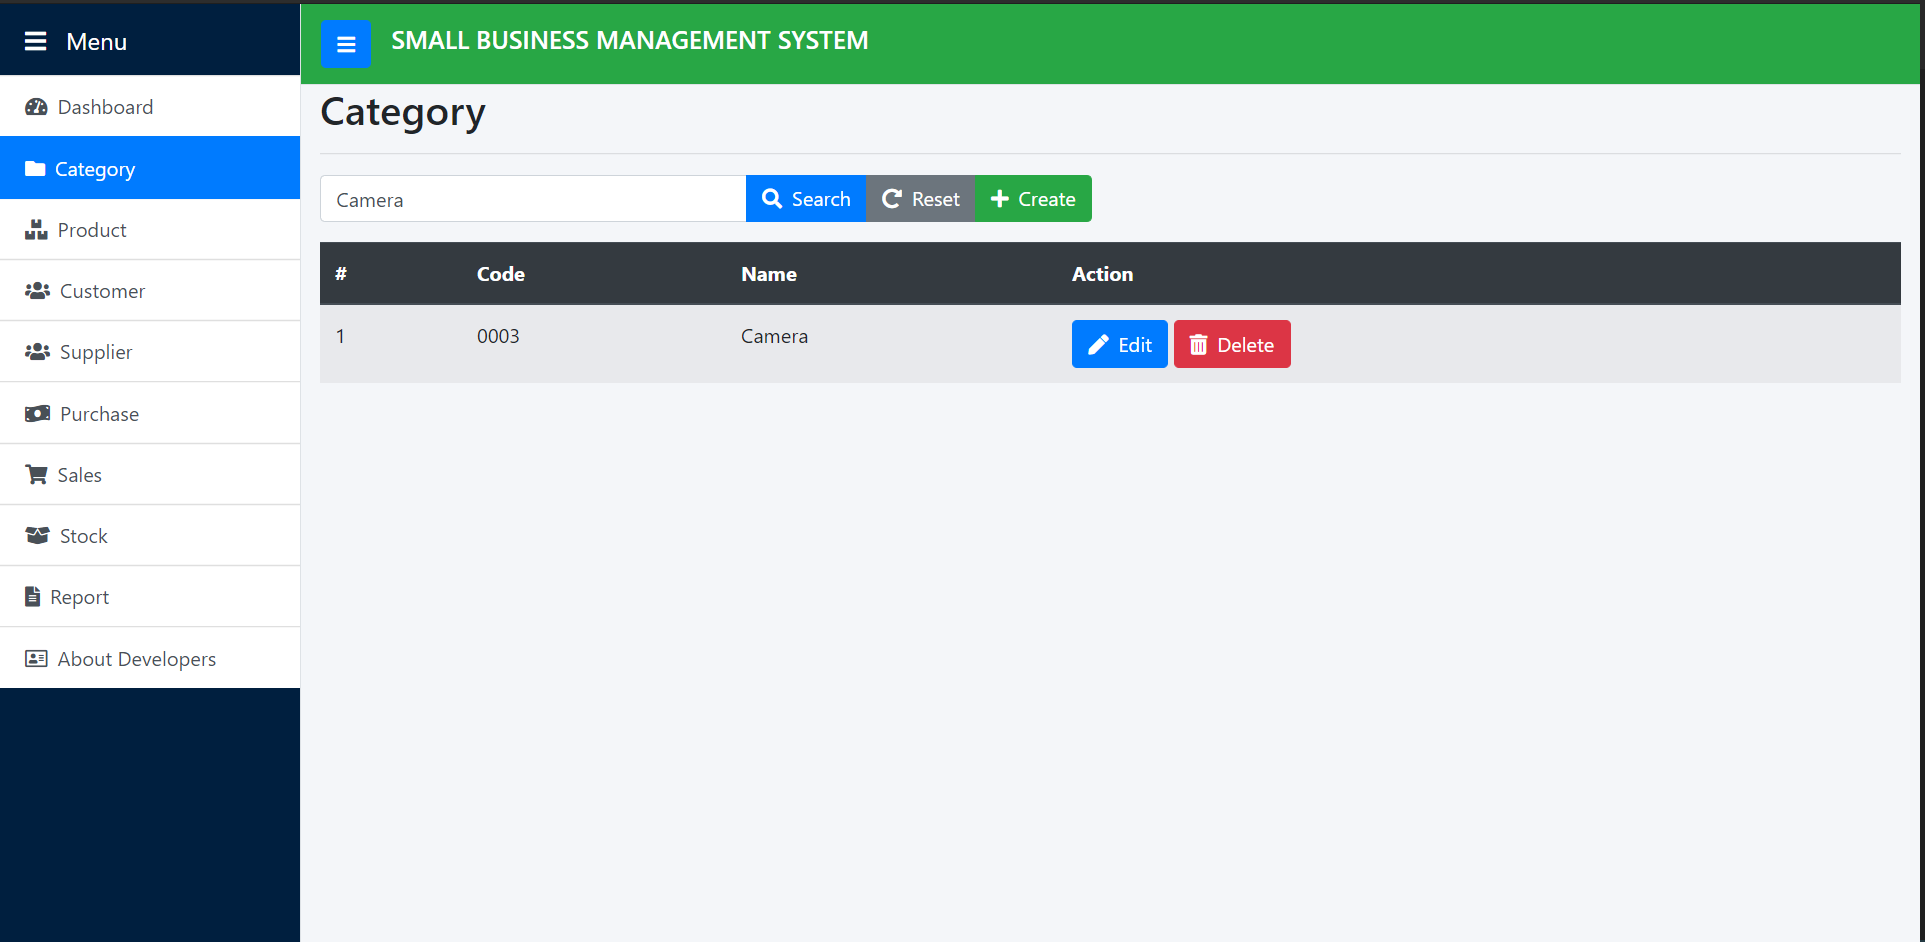 Menu
SMALL BUSINESS MANAGEMENT SYSTEM
Dashboard
Category
Product
Customer
Supplier
Purchase
Sales
Stock
Report
About Developers
Category
Camera Search Reset Create
# Code Name Action
1 0003 Camera Edit Delete